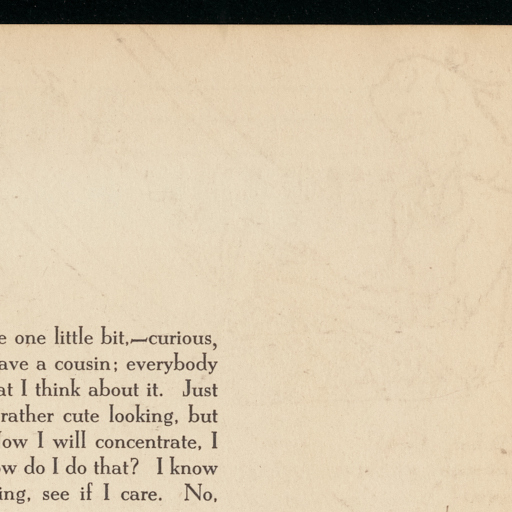 e one little bit,—curious,
ave a cousin; everybody
at I think about it. Just
rather cute looking, but
Now I will concentrate, I
ow do I do that? I know
ing, see if I care. No,